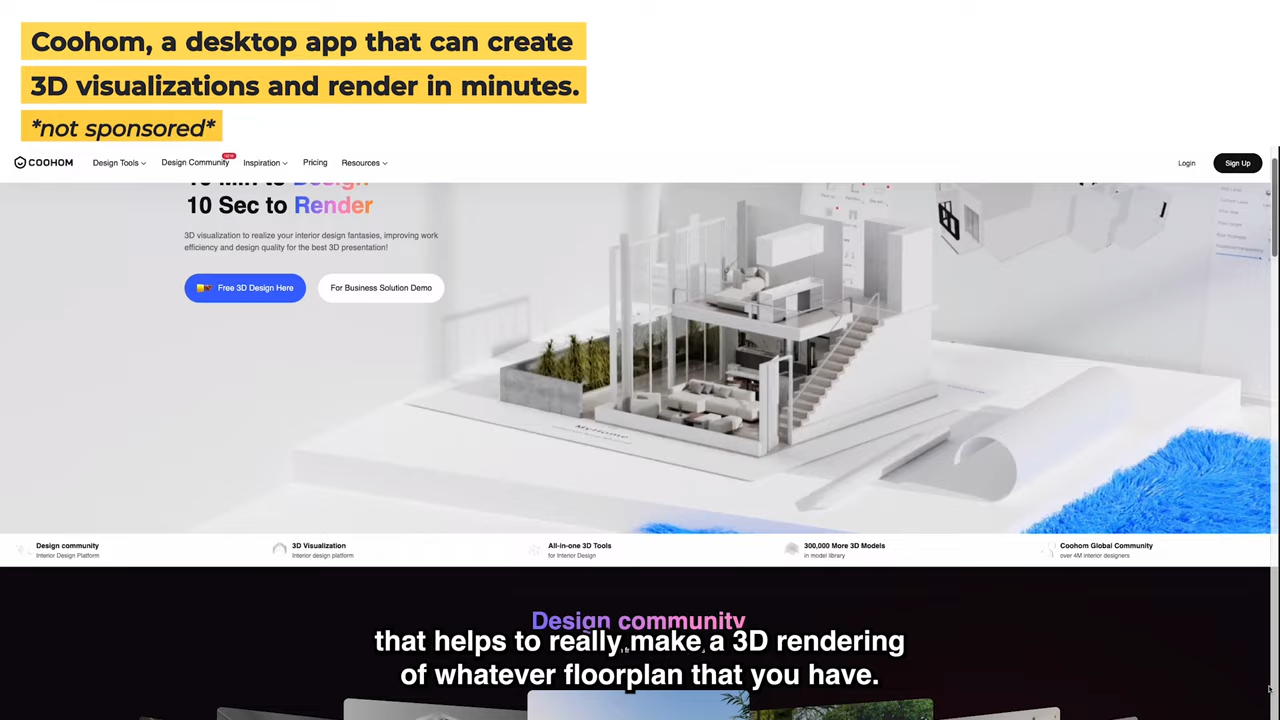 Coohom, a desktop app that can create
3D visualizations and render in minutes.
*not sponsored*
COOHOM
Design Tools
Design Community
NEW
Inspiration
Pricing
Resources
Login
Sign Up
10 Min to Design
10 Sec to Render
3D visualization to realize your interior design fantasies, improving work
efficiency and design quality for the best 3D presentation!
Free 3D Design Here
For Business Solution Demo
MyHome
Design community
Interior Design Platform
3D Visualization
Interior design platform
All-in-one 3D Tools
for Interior Design
300,000 More 3D Models
in model library
Coohom Global Community
over 4M interior designers
Design community
that helps to really make a 3D rendering
of whatever floorplan that you have.